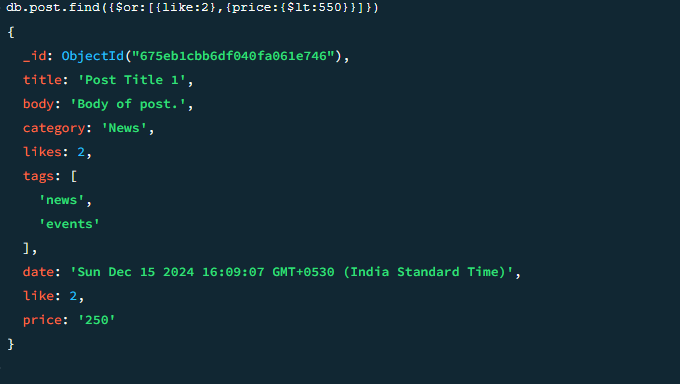 db.post.find({$or:[{like:2},{price:{$lt:550}}]})
{
  _id: ObjectId("675eb1cbb6df040fa061e746"),
  title: 'Post Title 1',
  body: 'Body of post.',
  category: 'News',
  likes: 2,
  tags: [
    'news',
    'events'
  ],
  date: 'Sun Dec 15 2024 16:09:07 GMT+0530 (India Standard Time)',
  like: 2,
  price: '250'
}